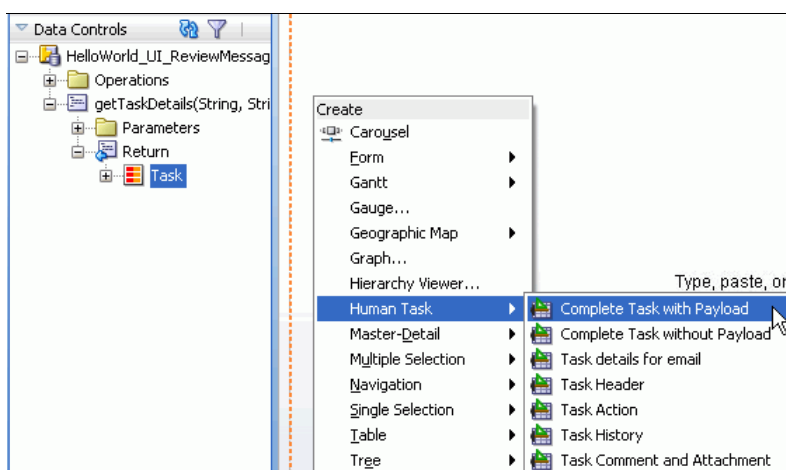 Data Controls
HelloWorld_UI_ReviewMessag
Operations
getTaskDetails(String, Stri
Parameters
Return
Task
Create
Carousel
Form
Gantt
Gauge...
Geographic Map
Graph...
Hierarchy Viewer...
Human Task
Master-Detail
Multiple Selection
Navigation
Single Selection
Table
Tree
Type, paste, or
Complete Task with Payload
Complete Task without Payload
Task details for email
Task Header
Task Action
Task History
Task Comment and Attachment